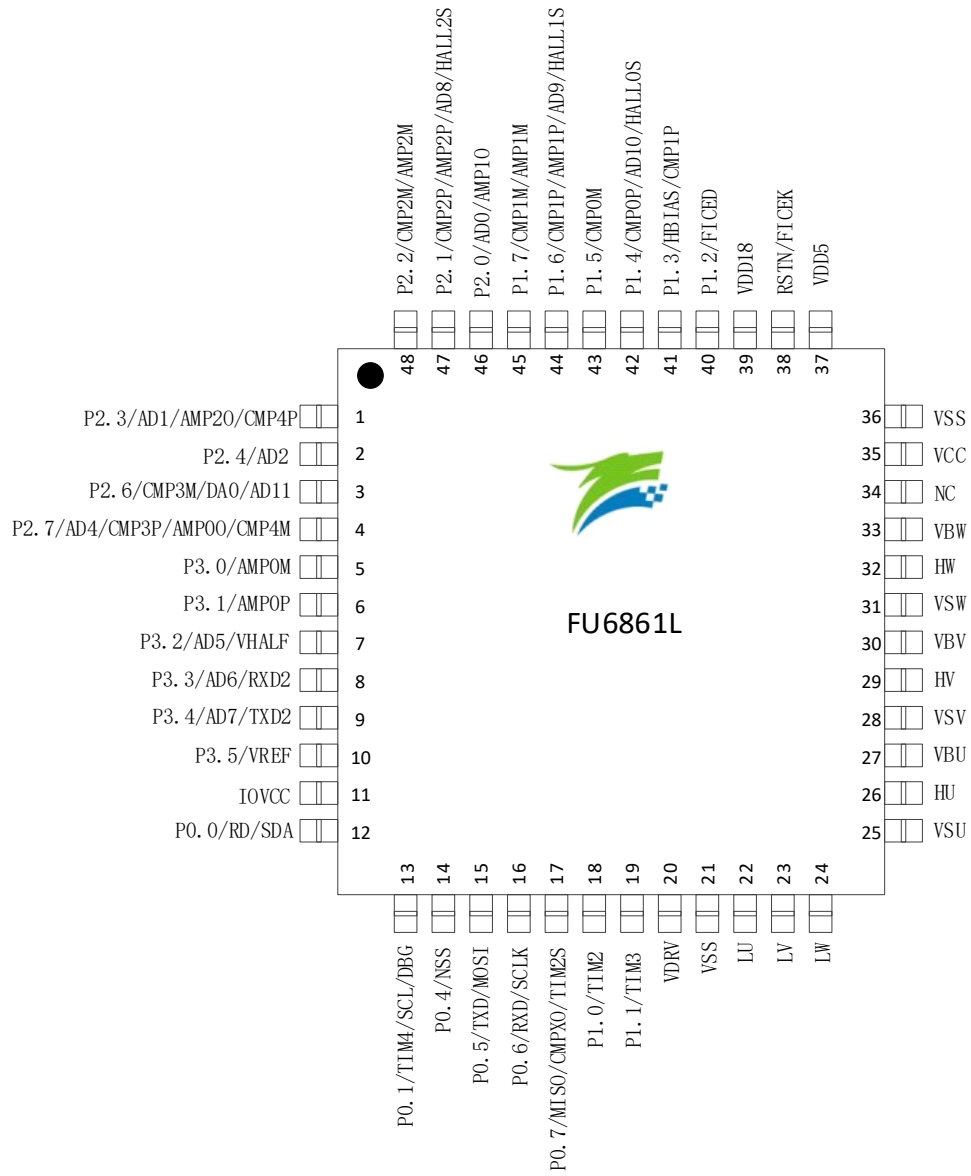 P2.2/CMP2M/AMP2M
P2.1/CMP2P/AMP2P/AD8/HALL2S
P2.0/AD0/AMP1O
P1.7/CMP1M/AMP1M
P1.6/CMP1P/AMP1P/AD9/HALL1S
P1.5/CMP0M
P1.4/CMP0P/AD10/HALL0S
P1.3/HBIAS/CMP1P
P1.2/FICED
VDD18
RSTN/FICEK
VDD5
48
47
46
45
44
43
42
41
40
39
38
37
P2.3/AD1/AMP2O/CMP4P 1
P2.4/AD2 2
P2.6/CMP3M/DA0/AD11 3
P2.7/AD4/CMP3P/AMP0O/CMP4M 4
P3.0/AMP0M 5
P3.1/AMP0P 6
P3.2/AD5/VHALF 7
P3.3/AD6/RXD2 8
P3.4/AD7/TXD2 9
P3.5/VREF 10
IOVCC 11
P0.0/RD/SDA 12
FU6861L
36 VSS
35 VCC
34 NC
33 VBW
32 HW
31 VSW
30 VBV
29 HV
28 VSV
27 VBU
26 HU
25 VSU
13
14
15
16
17
18
19
20
21
22
23
24
P0.1/TIM4/SCL/DBG
P0.4/NSS
P0.5/TXD/MOSI
P0.6/RXD/SCLK
P0.7/MISO/CMPXO/TIM2S
P1.0/TIM2
P1.1/TIM3
VDRV
VSS
LU
LV
LW